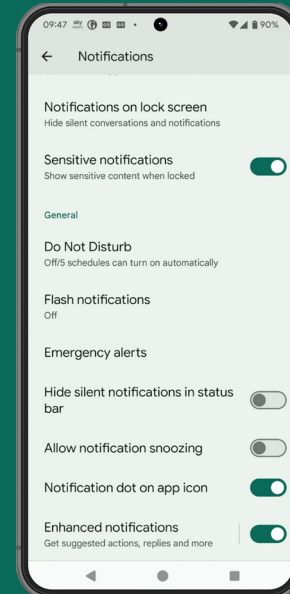 09:47
sky
90%
Notifications
Notifications on lock screen
Hide silent conversations and notifications
Sensitive notifications
Show sensitive content when locked
General
Do Not Disturb
Off/5 schedules can turn on automatically
Flash notifications
Off
Emergency alerts
Hide silent notifications in status
bar
Allow notification snoozing
Notification dot on app icon
Enhanced notifications
Get suggested actions, replies and more